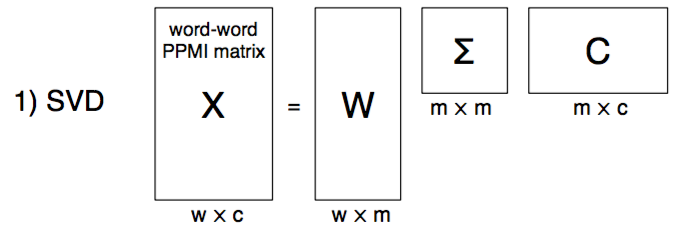 word-word
PPMI matrix
1) SVD X = W Σ C
w × c w × m m × m m × c